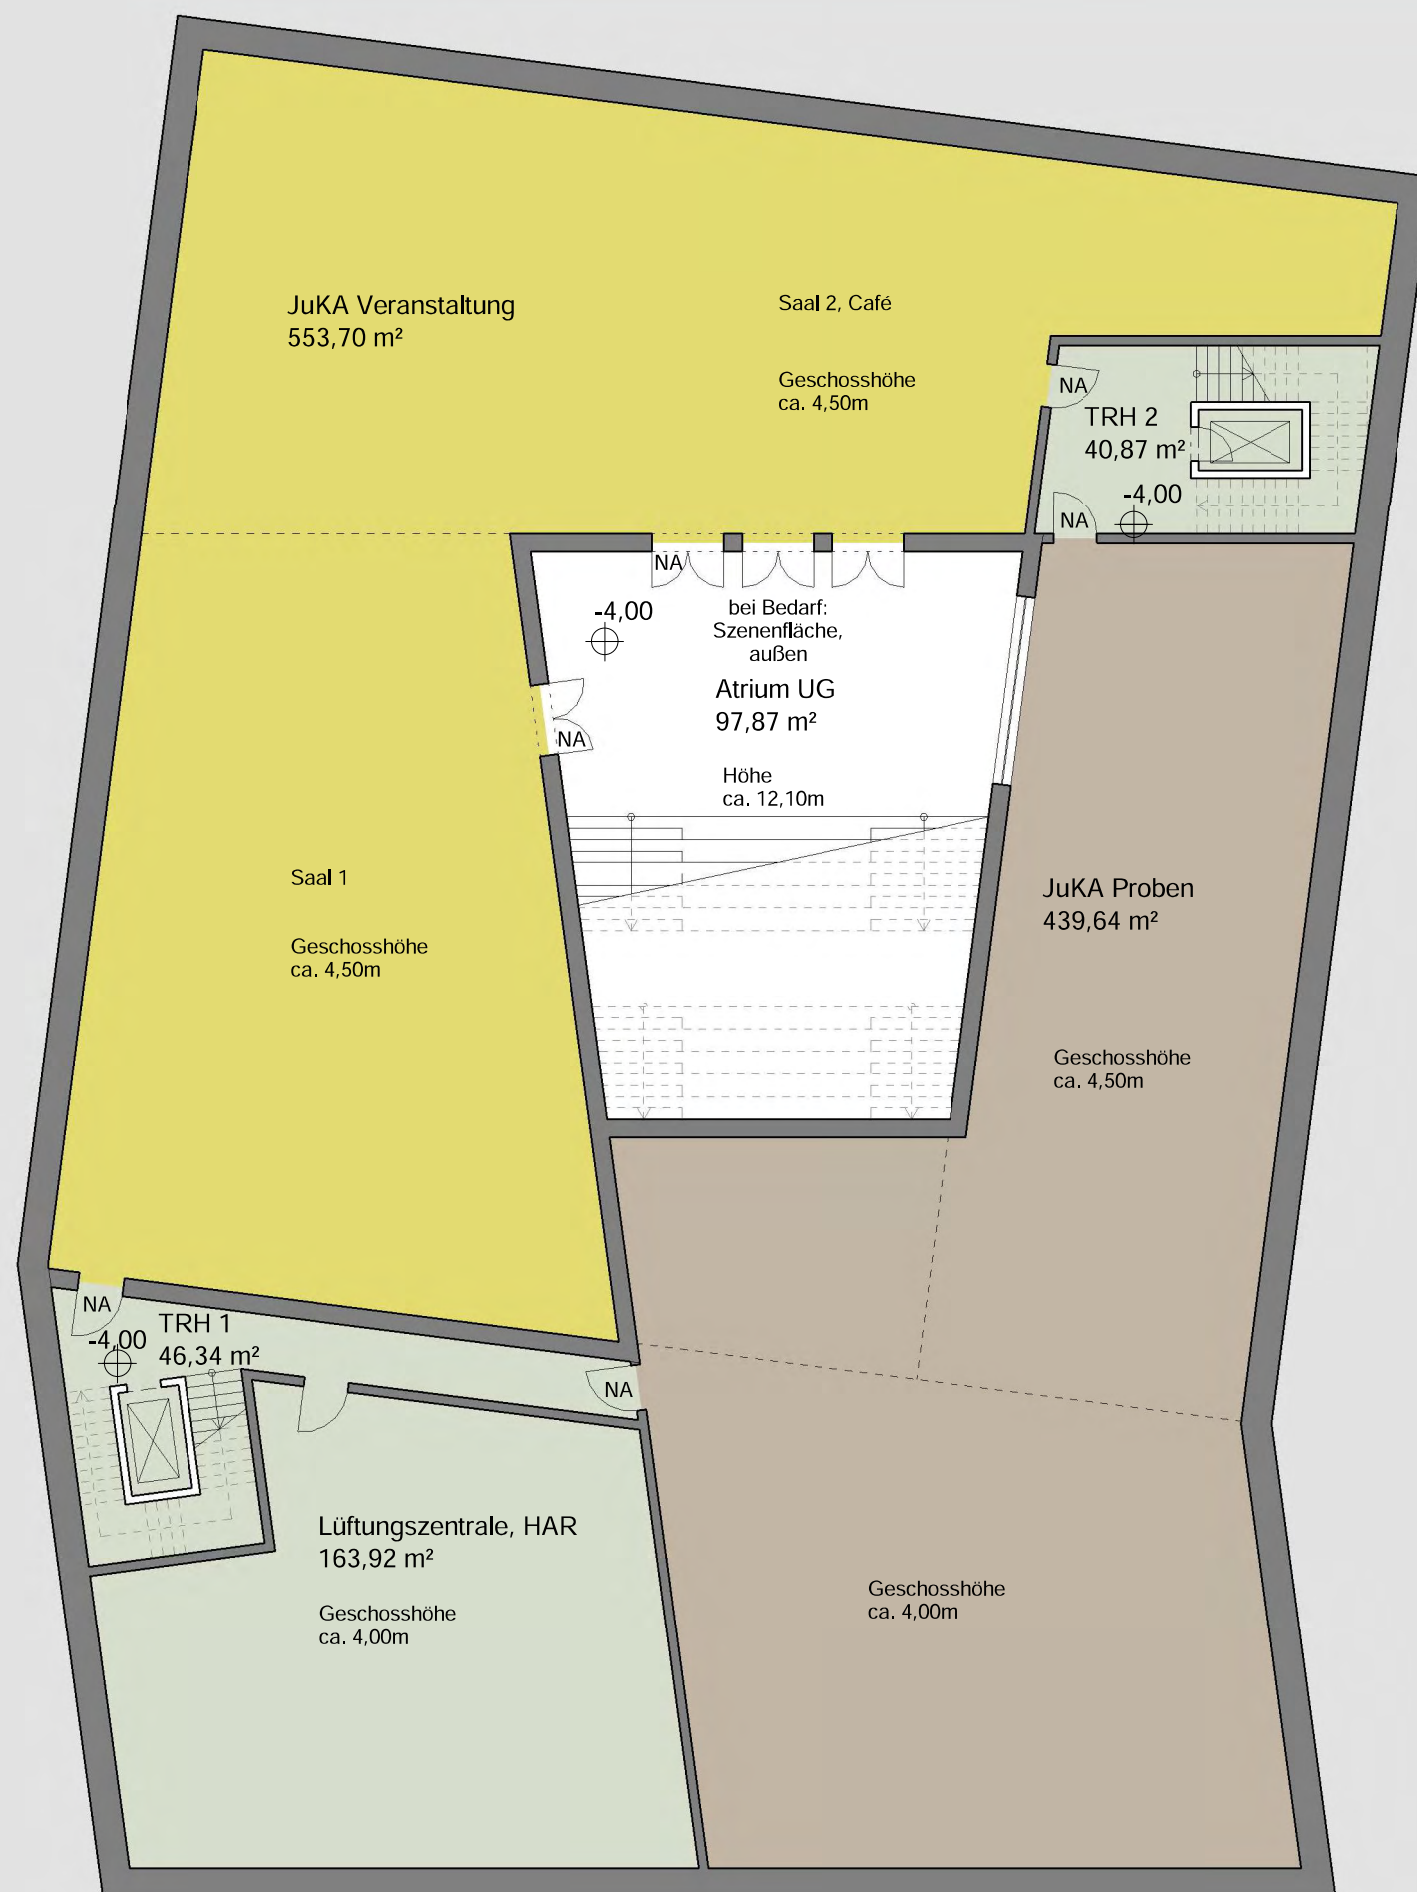 JuKA Veranstaltung
553,70 m²
Saal 2, Café
Geschosshöhe
ca. 4,50m
NA
TRH 2
40,87 m²
-4,00
NA
NA
-4,00
bei Bedarf:
Szenenfläche,
außen
Atrium UG
97,87 m²
NA
Höhe
ca. 12,10m
Saal 1
Geschosshöhe
ca. 4,50m
JuKA Proben
439,64 m²
Geschosshöhe
ca. 4,50m
NA
TRH 1
-4,00
46,34 m²
NA
Lüftungszentrale, HAR
163,92 m²
Geschosshöhe
ca. 4,00m
Geschosshöhe
ca. 4,00m